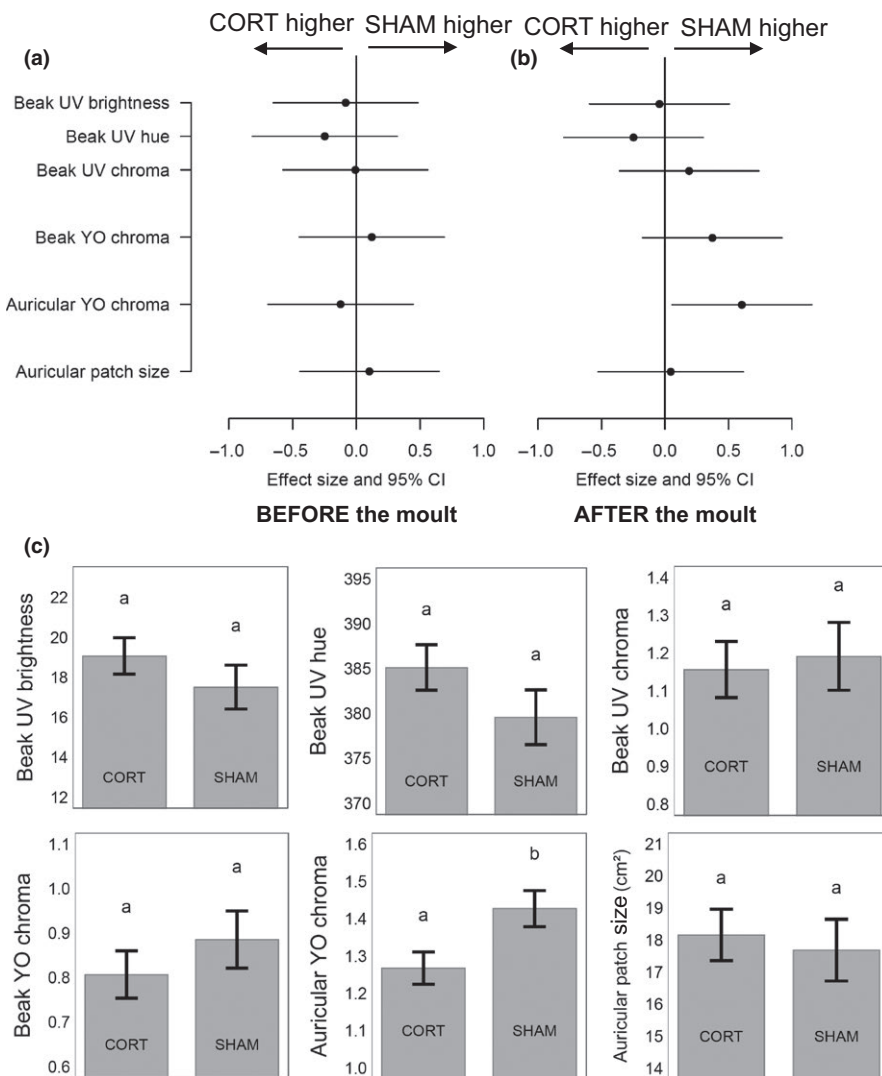 CORT higher SHAM higher CORT higher SHAM higher
(a) (b)
Beak UV brightness
Beak UV hue
Beak UV chroma
Beak YO chroma
Auricular YO chroma
Auricular patch size
−1.0 −0.5 0.0 0.5 1.0 −1.0 −0.5 0.0 0.5 1.0
Effect size and 95% CI Effect size and 95% CI
BEFORE the moult AFTER the moult
(c)
Beak UV brightness
22
20
18
16
14
12
a a
CORT SHAM
Beak UV hue
395
390
385
380
375
370
a a
CORT SHAM
Beak UV chroma
1.4
1.3
1.2
1.1
1.0
0.9
0.8
a a
CORT SHAM
Beak YO chroma
1.1
1.0
0.9
0.8
0.7
0.6
a a
CORT SHAM
Auricular YO chroma
1.6
1.5
1.4
1.3
1.2
1.1
1.0
a b
CORT SHAM
Auricular patch size (cm²)
21
20
19
18
17
16
15
14
a a
CORT SHAM